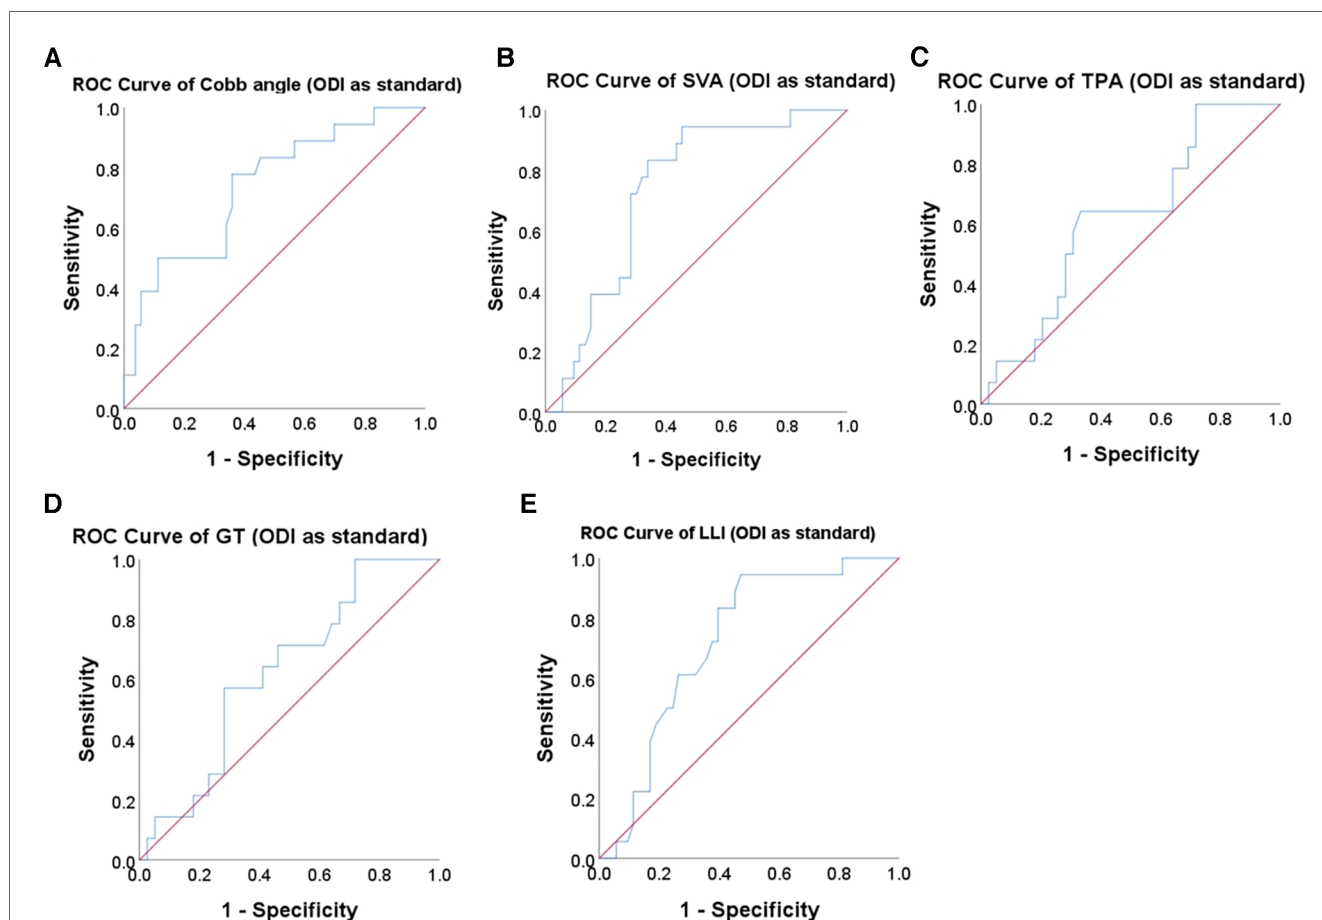 A
ROC Curve of Cobb angle (ODI as standard)
1.0
0.8
0.6
0.4
0.2
0.0
Sensitivity
0.0 0.2 0.4 0.6 0.8 1.0
1 - Specificity
B
ROC Curve of SVA (ODI as standard)
1.0
0.8
0.6
0.4
0.2
0.0
Sensitivity
0.0 0.2 0.4 0.6 0.8 1.0
1 - Specificity
C
ROC Curve of TPA (ODI as standard)
1.0
0.8
0.6
0.4
0.2
0.0
Sensitivity
0.0 0.2 0.4 0.6 0.8 1.0
1 - Specificity
D
ROC Curve of GT (ODI as standard)
1.0
0.8
0.6
0.4
0.2
0.0
Sensitivity
0.0 0.2 0.4 0.6 0.8 1.0
1 - Specificity
E
ROC Curve of LLI (ODI as standard)
1.0
0.8
0.6
0.4
0.2
0.0
Sensitivity
0.0 0.2 0.4 0.6 0.8 1.0
1 - Specificity